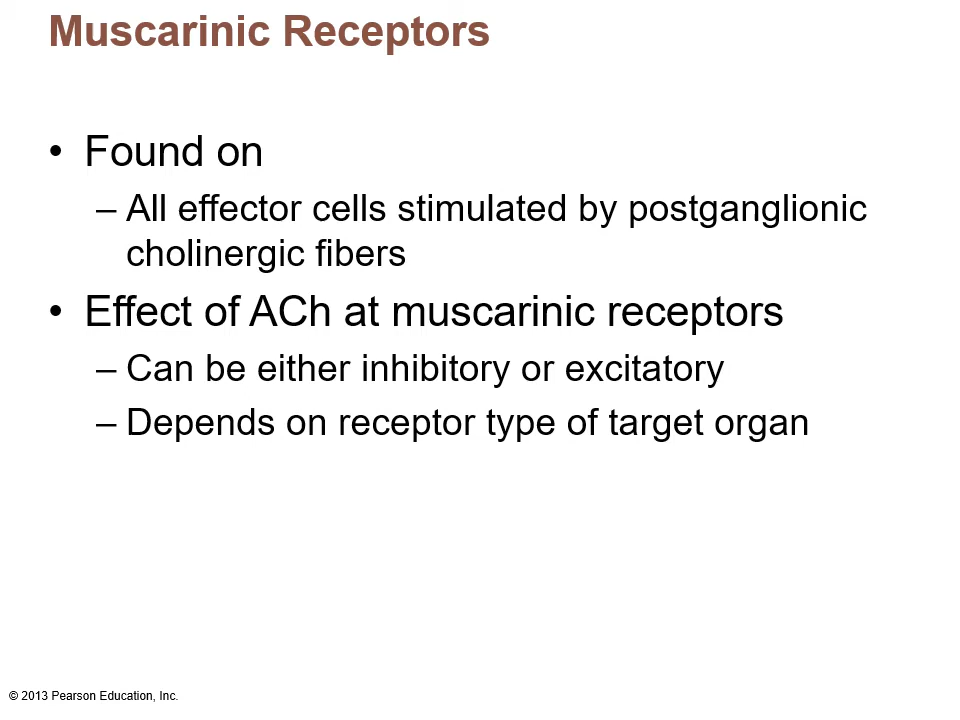 Muscarinic Receptors
• Found on
– All effector cells stimulated by postganglionic
cholinergic fibers
• Effect of ACh at muscarinic receptors
– Can be either inhibitory or excitatory
– Depends on receptor type of target organ
© 2013 Pearson Education, Inc.